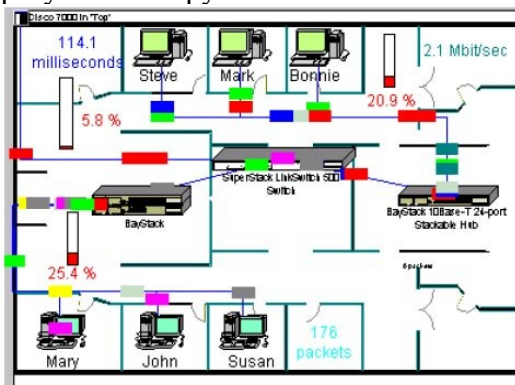 Disco 7000 in 'Top'
114.1
milliseconds
Steve
Mark
Bonnie
2.1 Mbit/sec
5.8 %
20.9 %
SuperStack LinkSwitch 500
Switch
BayStack
BayStack 10Base-T 24-port
Stackable Hub
25.4 %
Mary
John
Susan
176
packets